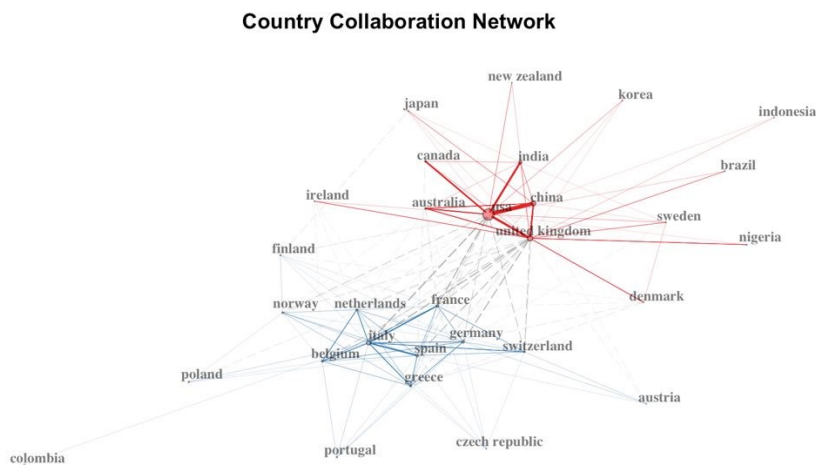 Country Collaboration Network
new zealand
korea
japan
indonesia
canada
india
brazil
ireland
australia
usa
china
united kingdom
sweden
nigeria
finland
norway
netherlands
france
denmark
italy
germany
belgium
spain
switzerland
poland
greece
austria
colombia
portugal
czech republic